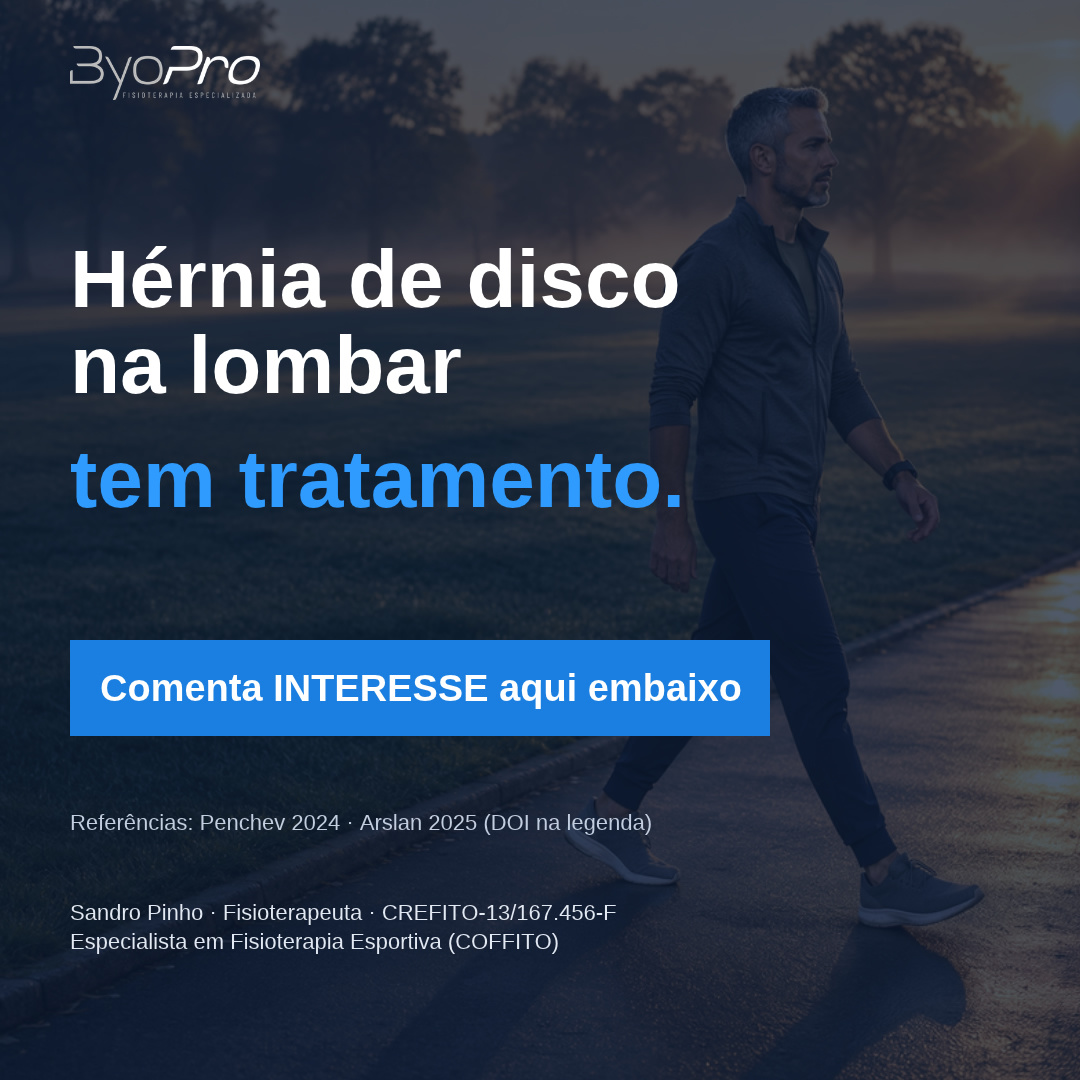 ByoPro
FISIOTERAPIA ESPECIALIZADA
Hérnia de disco
na lombar
tem tratamento.
Comenta INTERESSE aqui embaixo
Referências: Penchev 2024 · Arslan 2025 (DOI na legenda)
Sandro Pinho · Fisioterapeuta · CREFITO-13/167.456-F
Especialista em Fisioterapia Esportiva (COFFITO)